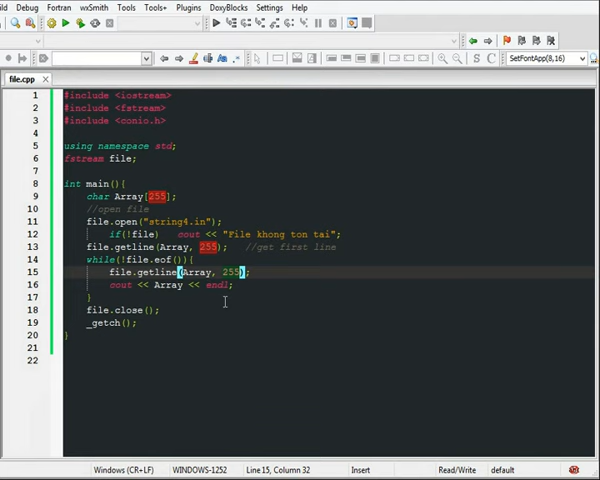 ild Debug Fortran wxSmith Tools Tools+ Plugins DoxyBlocks Settings Help
SetFontApp(8,16)
file.cpp
1 #include <iostream>
2 #include <fstream>
3 #include <conio.h>
4
5 using namespace std;
6 fstream file;
7
8 int main(){
9 char Array[255];
10 //open file
11 file.open("string4.in");
12 if(!file) cout << "File khong ton tai";
13 file.getline(Array, 255); //get first line
14 while(!file.eof()){
15 file.getline(Array, 255);
16 cout << Array << endl;
17 }
18 file.close();
19 _getch();
20 }
21
22
Windows (CR+LF) WINDOWS-1252 Line 15, Column 32 Insert Read/Write default